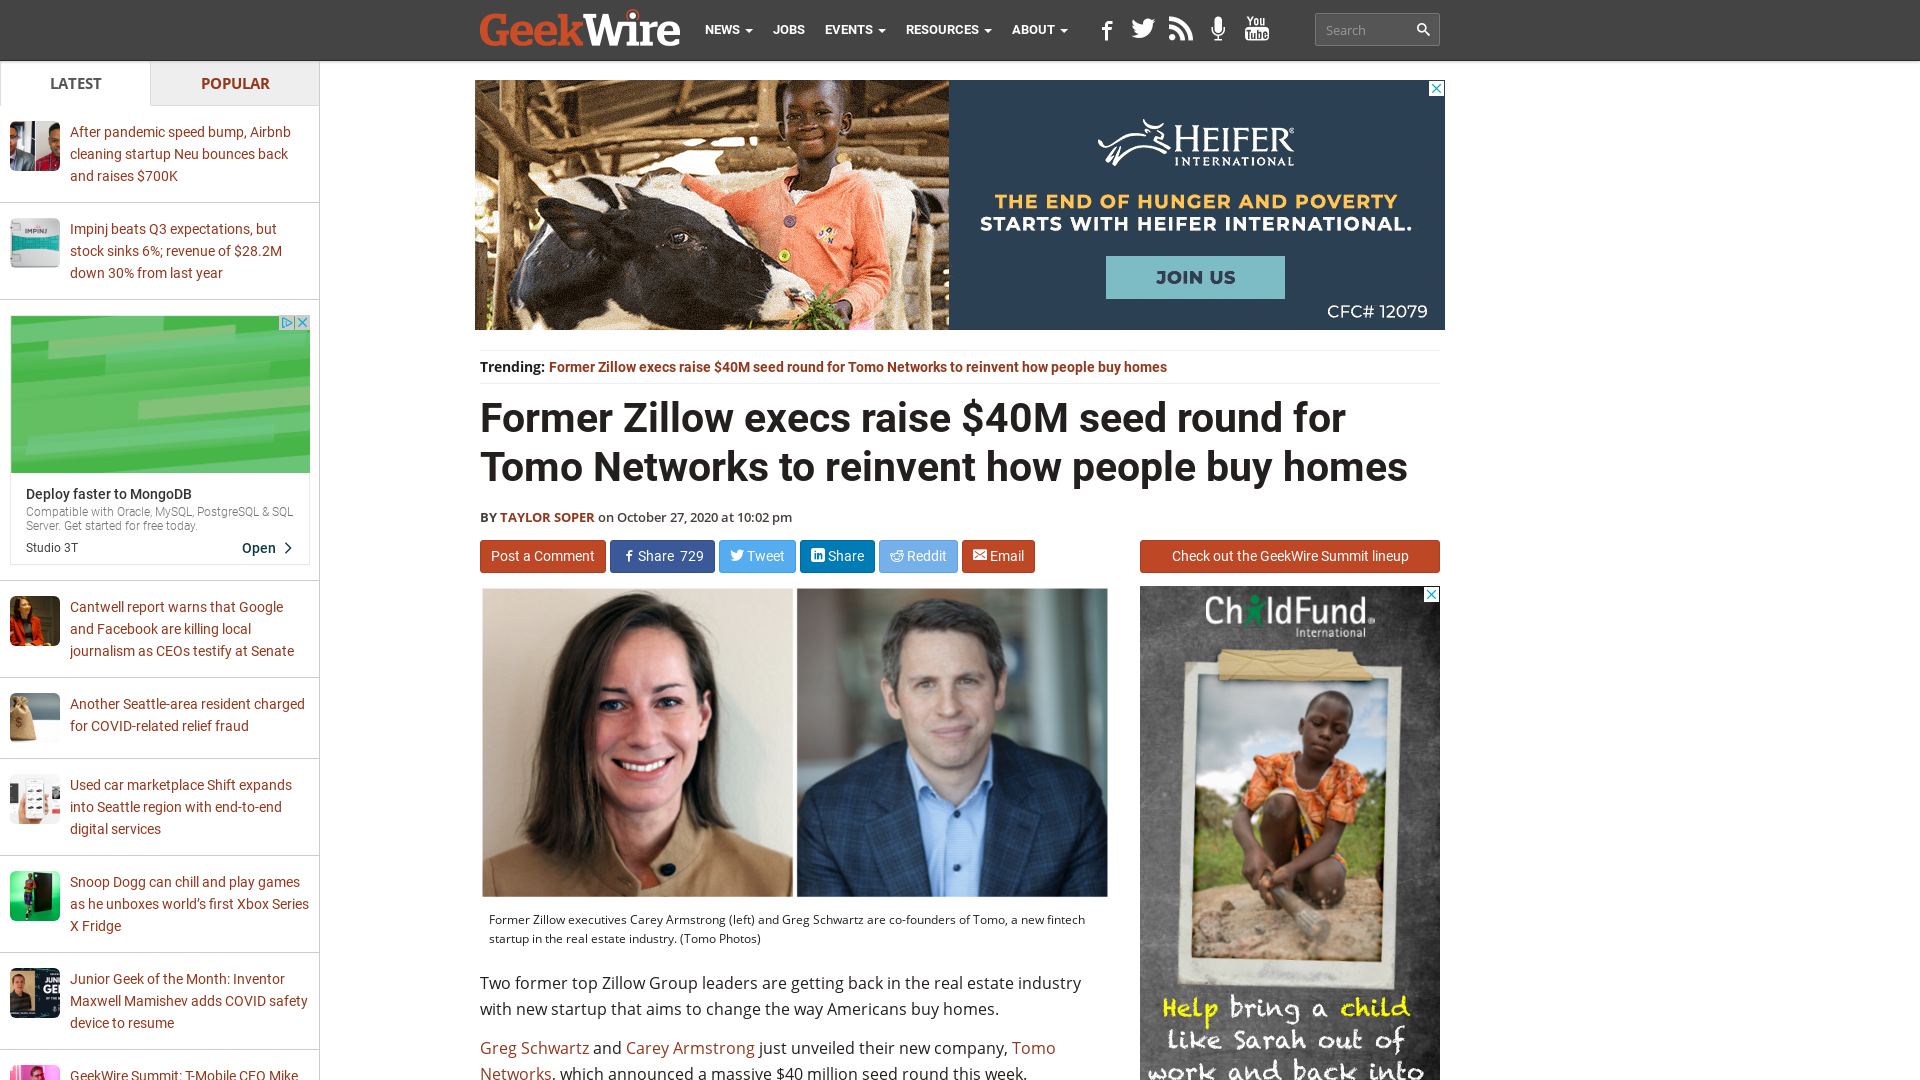 GeekWire
NEWS
JOBS
EVENTS
RESOURCES
ABOUT
You
Tube
Search
LATEST
POPULAR
After pandemic speed bump, Airbnb
cleaning startup Neu bounces back
and raises $700K
IMPINJ
Impinj beats Q3 expectations, but
stock sinks 6%; revenue of $28.2M
down 30% from last year
Deploy faster to MongoDB
Compatible with Oracle, MySQL, PostgreSQL & SQL
Server. Get started for free today.
Studio 3T
Open
Cantwell report warns that Google
and Facebook are killing local
journalism as CEOs testify at Senate
Another Seattle-area resident charged
for COVID-related relief fraud
Used car marketplace Shift expands
into Seattle region with end-to-end
digital services
Snoop Dogg can chill and play games
as he unboxes world’s first Xbox Series
X Fridge
Junior Geek of the Month: Inventor
Maxwell Mamishev adds COVID safety
device to resume
GeekWire Summit: T-Mobile CEO Mike
HEIFER
INTERNATIONAL
THE END OF HUNGER AND POVERTY
STARTS WITH HEIFER INTERNATIONAL.
JOIN US
CFC# 12079
Trending: Former Zillow execs raise $40M seed round for Tomo Networks to reinvent how people buy homes
Former Zillow execs raise $40M seed round for
Tomo Networks to reinvent how people buy homes
BY TAYLOR SOPER on October 27, 2020 at 10:02 pm
Post a Comment
Share 729
Tweet
Share
Reddit
Email
Check out the GeekWire Summit lineup
Former Zillow executives Carey Armstrong (left) and Greg Schwartz are co-founders of Tomo, a new fintech
startup in the real estate industry. (Tomo Photos)
Two former top Zillow Group leaders are getting back in the real estate industry
with new startup that aims to change the way Americans buy homes.
Greg Schwartz and Carey Armstrong just unveiled their new company, Tomo
Networks, which announced a massive $40 million seed round this week.
ChildFund
International
Help bring a child
like Sarah out of
work and back into